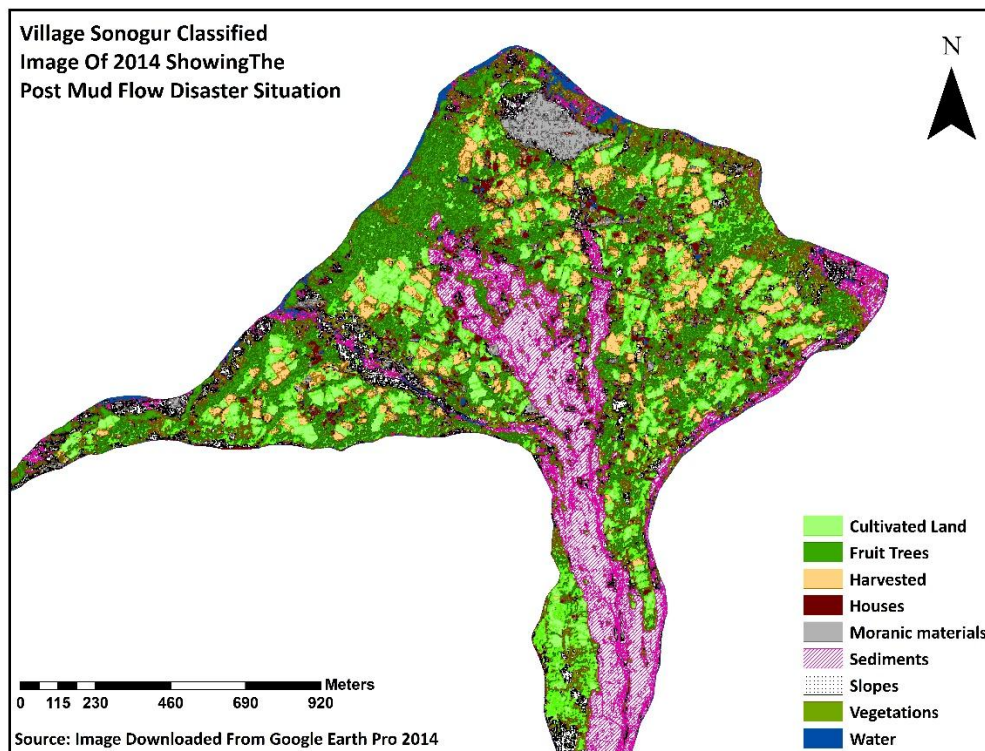 Village Sonogur Classified
Image Of 2014 ShowingThe
Post Mud Flow Disaster Situation
N
Cultivated Land
Fruit Trees
Harvested
Houses
Moranic materials
Sediments
Slopes
Vegetations
Water
Meters
0 115 230 460 690 920
Source: Image Downloaded From Google Earth Pro 2014